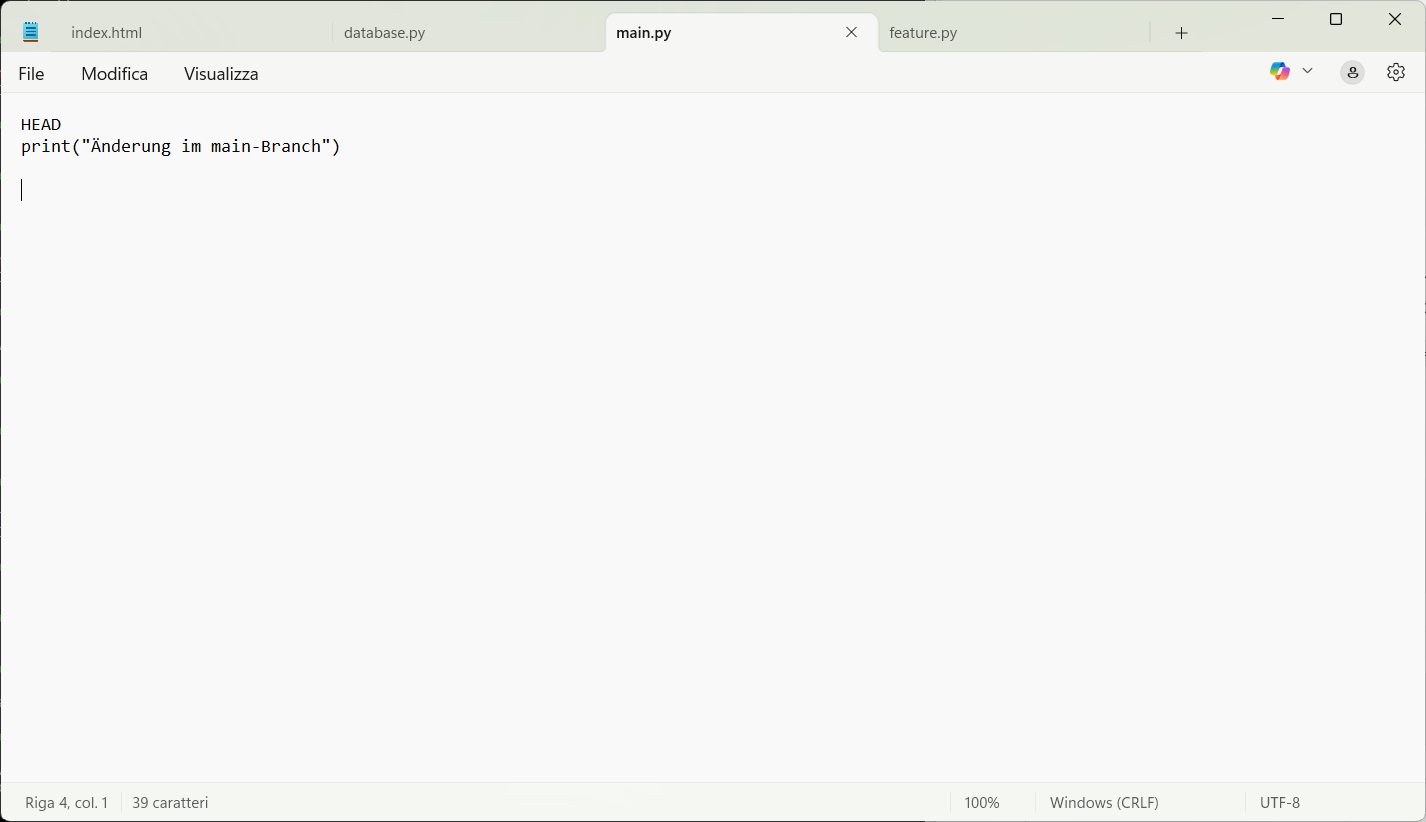 index.html
database.py
main.py
feature.py
File
Modifica
Visualizza
HEAD
print("Änderung im main-Branch")
Riga 4, col. 1
39 caratteri
100%
Windows (CRLF)
UTF-8